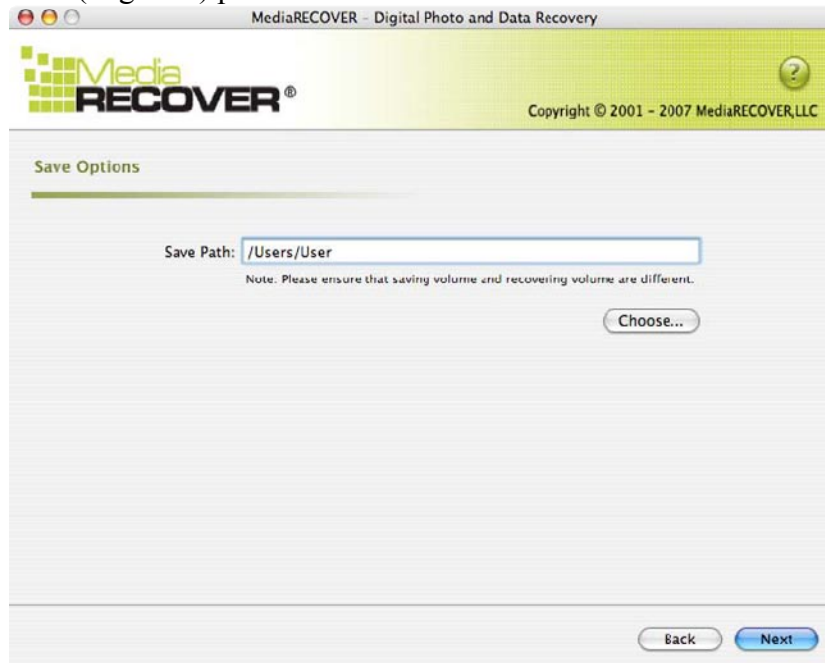 MediaRECOVER - Digital Photo and Data Recovery
Media
RECOVER®
?
Copyright © 2001 - 2007 MediaRECOVER,LLC
Save Options
Save Path: /Users/User
Note: Please ensure that saving volume and recovering volume are different.
Choose...
Back Next